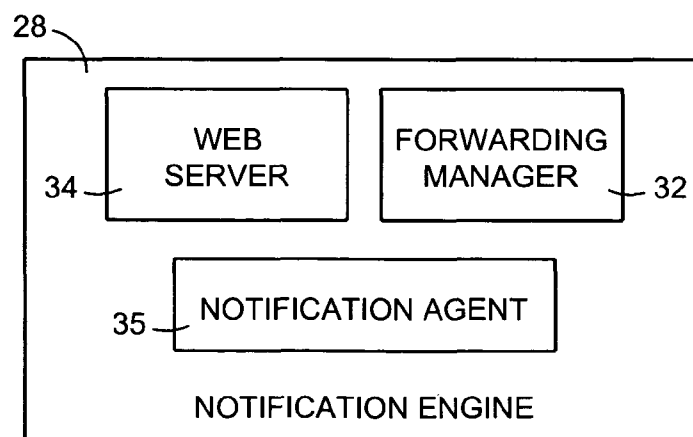 28
WEB
SERVER
34
FORWARDING
MANAGER
32
NOTIFICATION AGENT
35
NOTIFICATION ENGINE